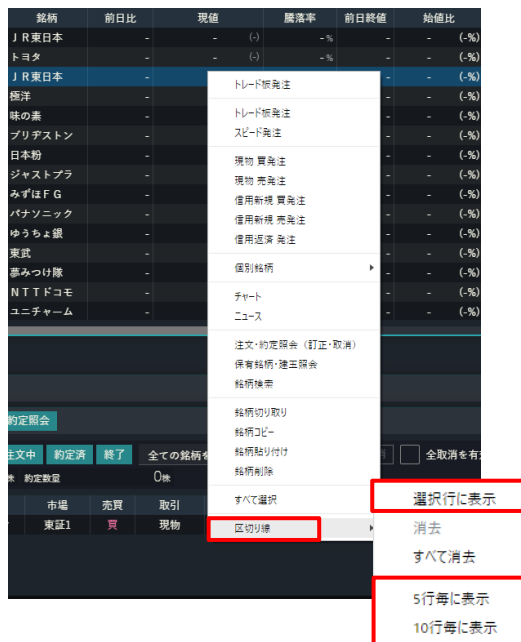 銘柄 前日比 現値 騰落率 前日終値 始値比
ＪＲ東日本 - - (-) -% - - (-%)
トヨタ - - (-) -% - - (-%)
ＪＲ東日本 - - (-%)
極洋 - - - (-%)
味の素 - - - (-%)
ブリヂストン - - - (-%)
日本粉 - - - (-%)
ジャストプラ - - - (-%)
みずほＦＧ - - - (-%)
パナソニック - - - (-%)
ゆうちょ銀 - - - (-%)
東武 - - - (-%)
夢みつけ隊 - - - (-%)
ＮＴＴドコモ - - - (-%)
ユニチャーム - - - (-%)
トレード板発注
トレード板発注
スピード発注
現物 買発注
現物 売発注
信用新規 買発注
信用新規 売発注
信用返済 発注
個別銘柄
チャート
ニュース
注文・約定照会（訂正・取消）
保有銘柄・建玉照会
銘柄検索
銘柄切り取り
銘柄コピー
銘柄貼り付け
銘柄削除
すべて選択
区切り線
選択行に表示
消去
すべて消去
5行毎に表示
10行毎に表示
約定照会
注文中 約定済 終了 全ての銘柄を 全取消を有
株 約定数量 0株
市場 売買 取引
東証1 買 現物